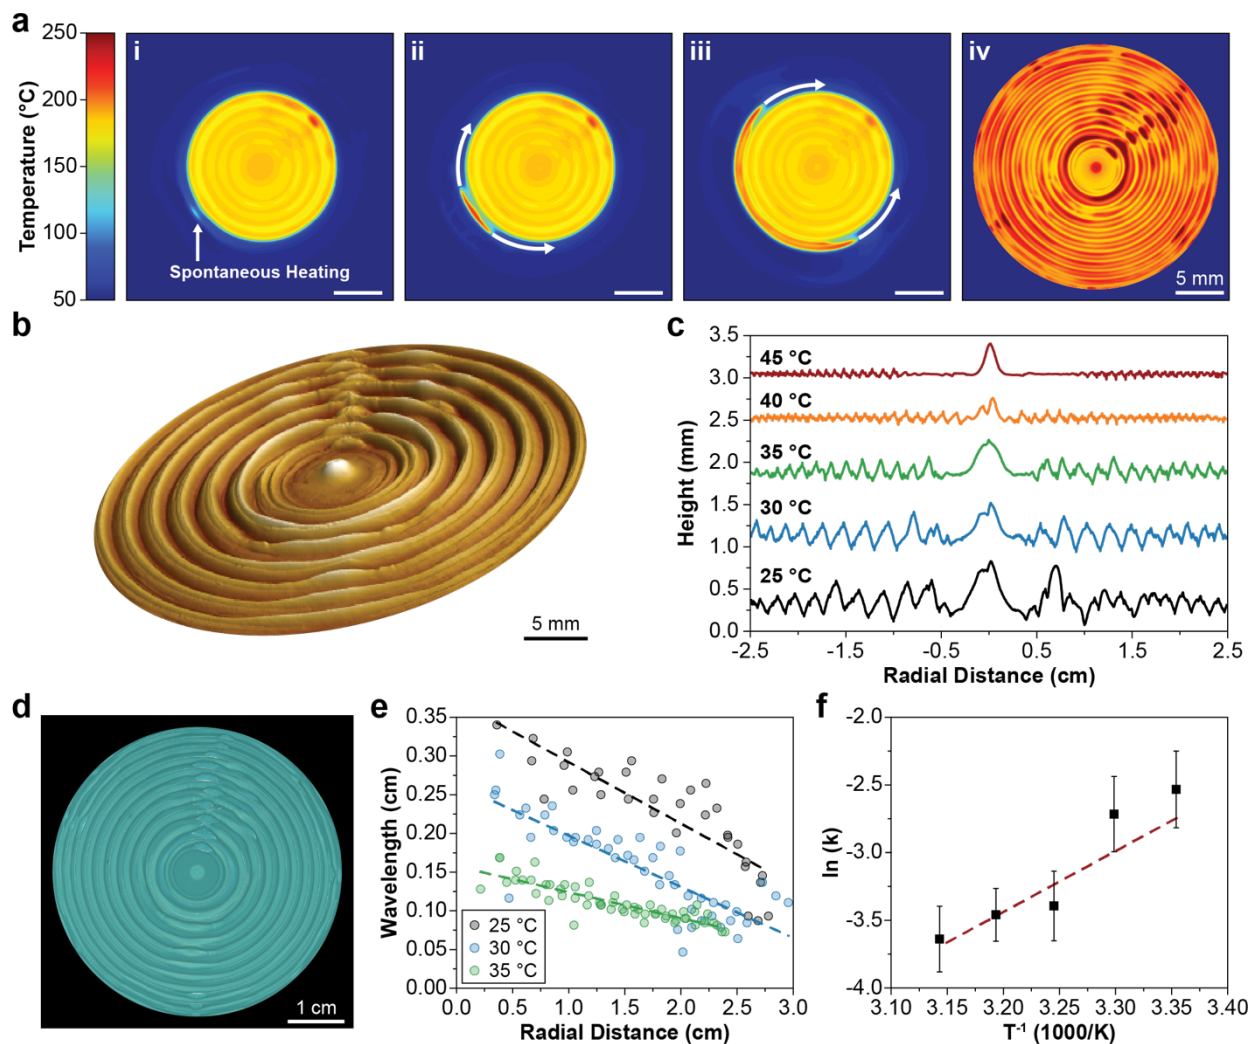 a
Temperature (°C)
250
200
150
100
50
i
Spontaneous Heating
ii
iii
iv
5 mm
b
5 mm
c
Height (mm)
3.5
3.0
2.5
2.0
1.5
1.0
0.5
0.0
45 °C
40 °C
35 °C
30 °C
25 °C
-2.5 -1.5 -0.5 0.5 1.5 2.5
Radial Distance (cm)
d
1 cm
e
Wavelength (cm)
0.35
0.30
0.25
0.20
0.15
0.10
0.05
0.00
25 °C
30 °C
35 °C
0.0 0.5 1.0 1.5 2.0 2.5 3.0
Radial Distance (cm)
f
ln (k)
-2.0
-2.5
-3.0
-3.5
-4.0
3.10 3.15 3.20 3.25 3.30 3.35 3.40
T⁻¹ (1000/K)